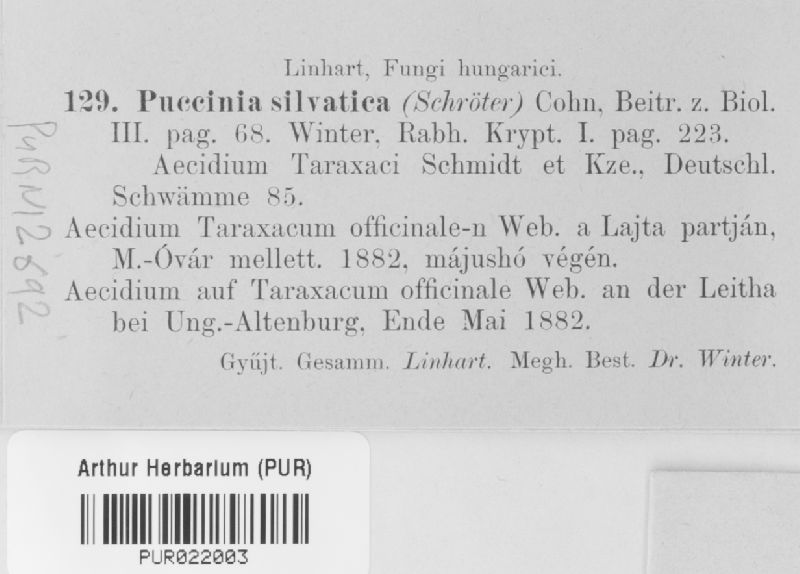 Linhart, Fungi hungarici.
129. Puccinia silvatica (Schröter) Cohn, Beitr. z. Biol.
III. pag. 68. Winter, Rabh. Krypt. I. pag. 223.
Aecidium Taraxaci Schmidt et Kze., Deutschl.
Schwämme 85.
Aecidium Taraxacum officinale-n Web. a Lajta partján,
M.-Óvár mellett. 1882, májushó végén.
Aecidium auf Taraxacum officinale Web. an der Leitha
bei Ung.-Altenburg, Ende Mai 1882.
Gyűjt. Gesamm. Linhart. Megh. Best. Dr. Winter.
PUR N12892
Arthur Herbarium (PUR)
PUR022003